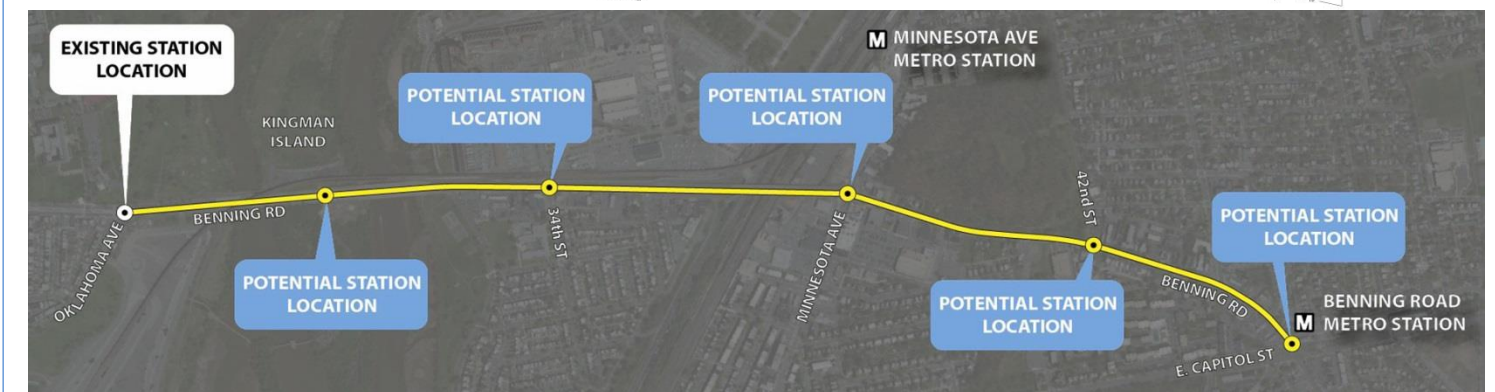 EXISTING STATION
LOCATION
KINGMAN
ISLAND
POTENTIAL STATION
LOCATION
POTENTIAL STATION
LOCATION
M MINNESOTA AVE
METRO STATION
OKLAHOMA AVE
BENNING RD
POTENTIAL STATION
LOCATION
34th ST
MINNESOTA AVE
42nd ST
POTENTIAL STATION
LOCATION
BENNING RD
POTENTIAL STATION
LOCATION
M BENNING ROAD
METRO STATION
E. CAPITOL ST